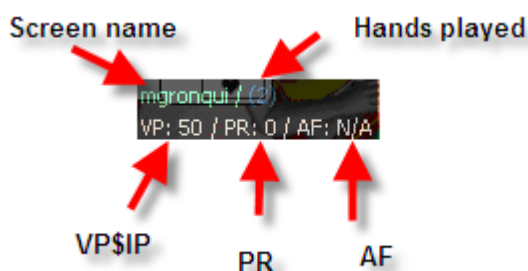 Screen name
Hands played
mgronqui / (2)
VP: 50 / PR: 0 / AF: N/A
VP$IP
PR
AF